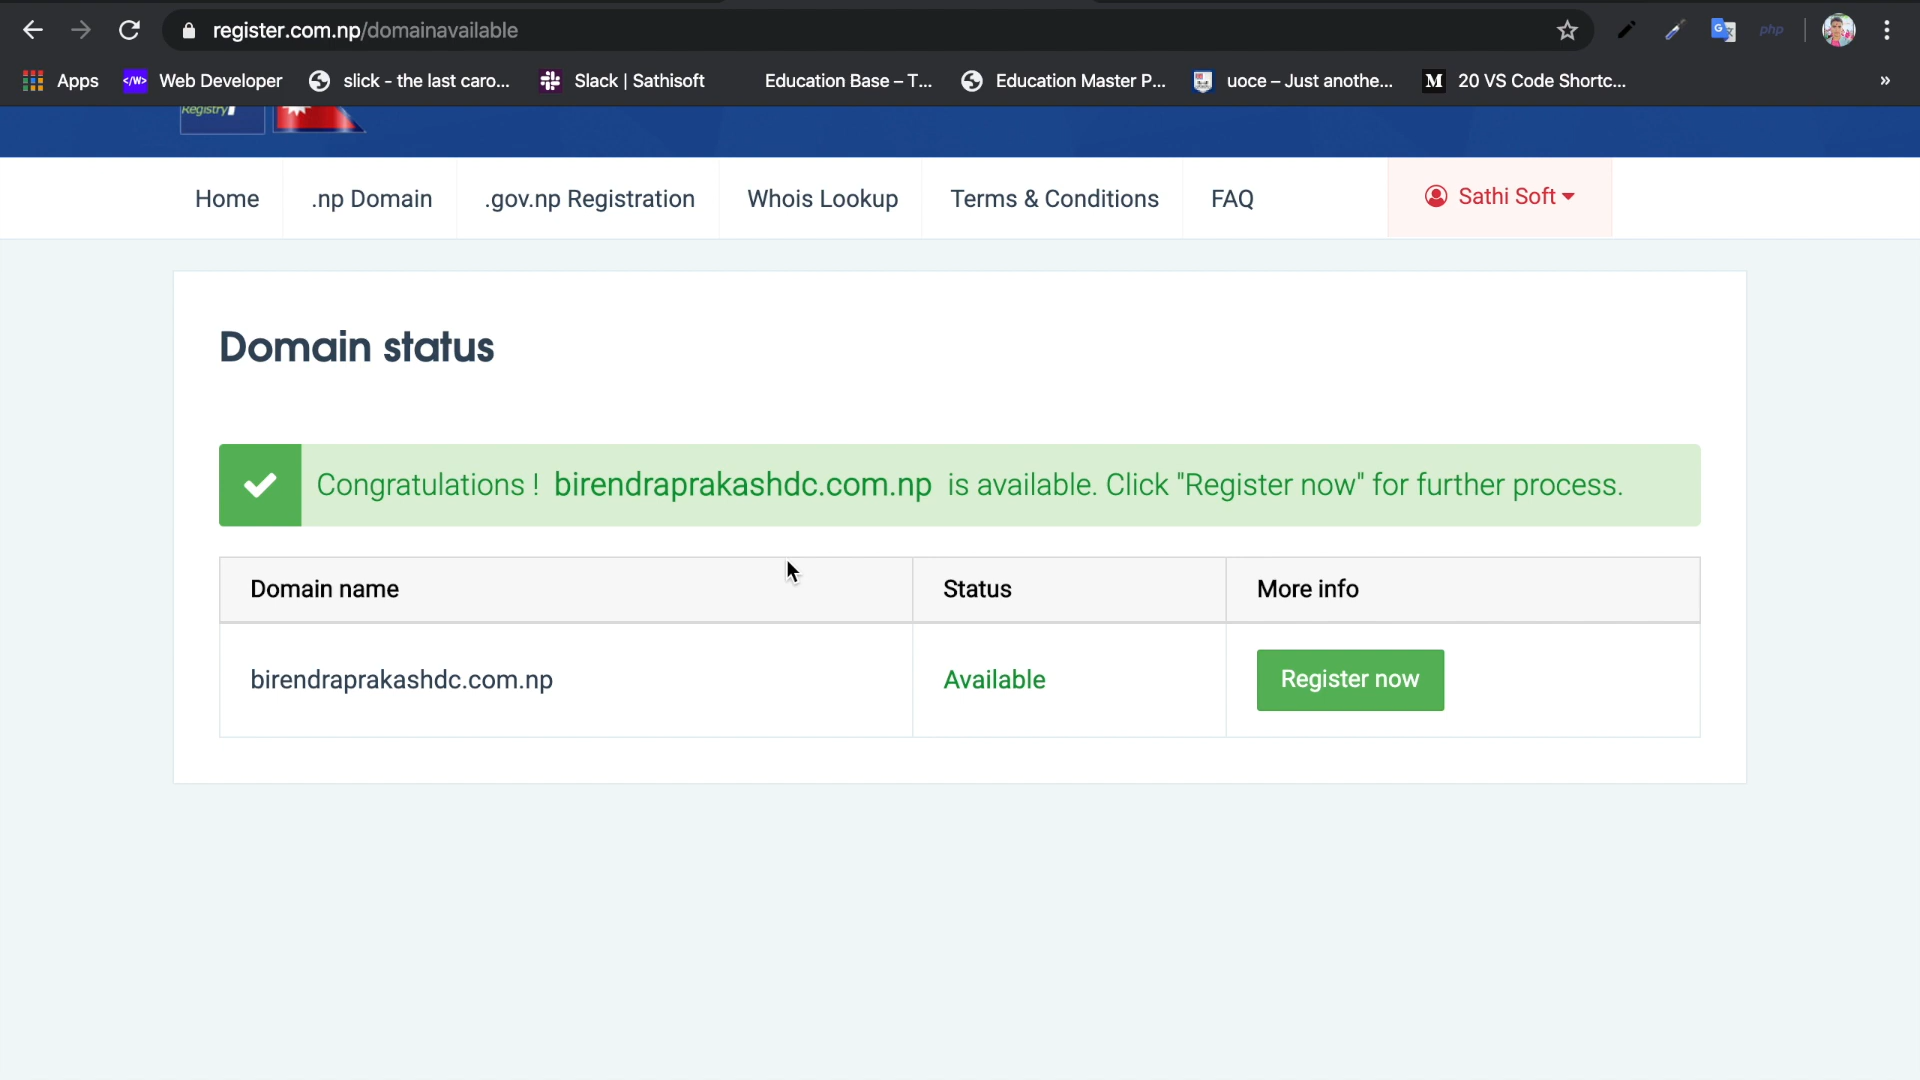 register.com.np/domainavailable
php
Apps </W> Web Developer slick - the last caro... Slack | Sathisoft Education Base – T... Education Master P... uoce – Just anothe... M 20 VS Code Shortc... »
Registry
Home .np Domain .gov.np Registration Whois Lookup Terms & Conditions FAQ Sathi Soft
Domain status
Congratulations ! birendraprakashdc.com.np is available. Click "Register now" for further process.
Domain name Status More info
birendraprakashdc.com.np Available Register now